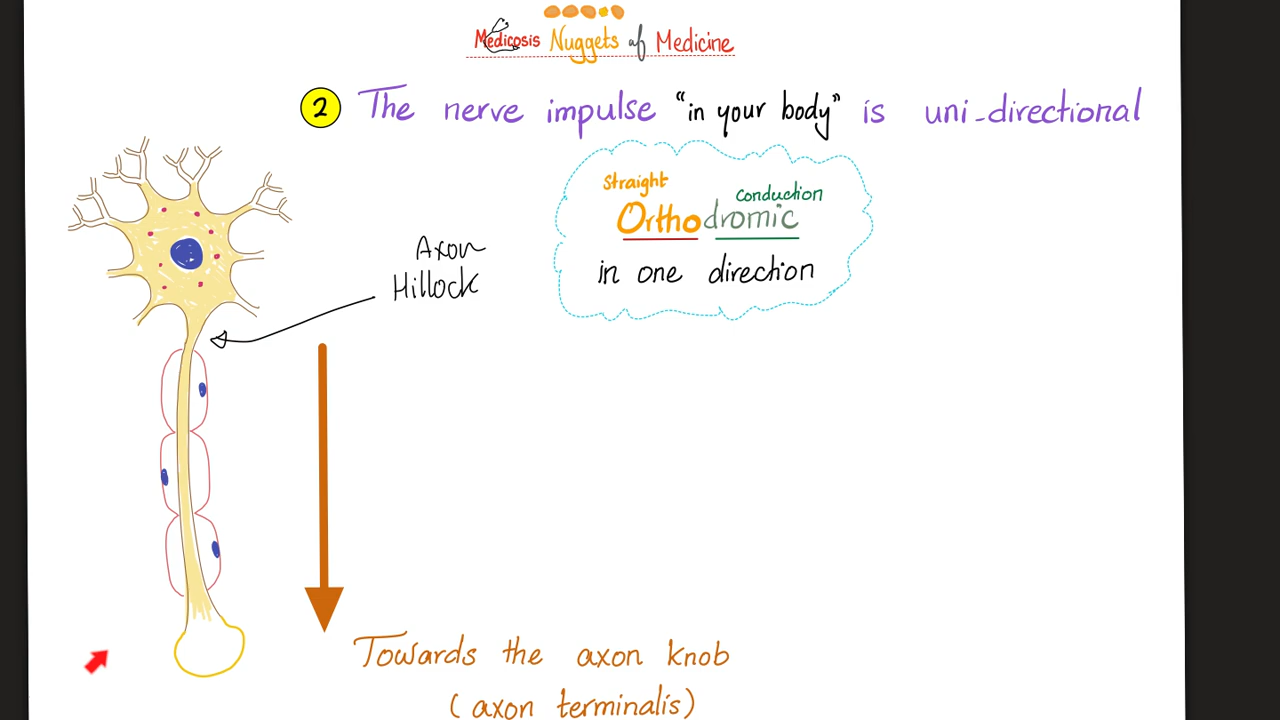 Medicosis Nuggets of Medicine
2 The nerve impulse "in your body" is uni-directional
Straight
conduction
Orthodromic
in one direction
Axon
Hillock
Towards the axon knob
(axon terminalis)